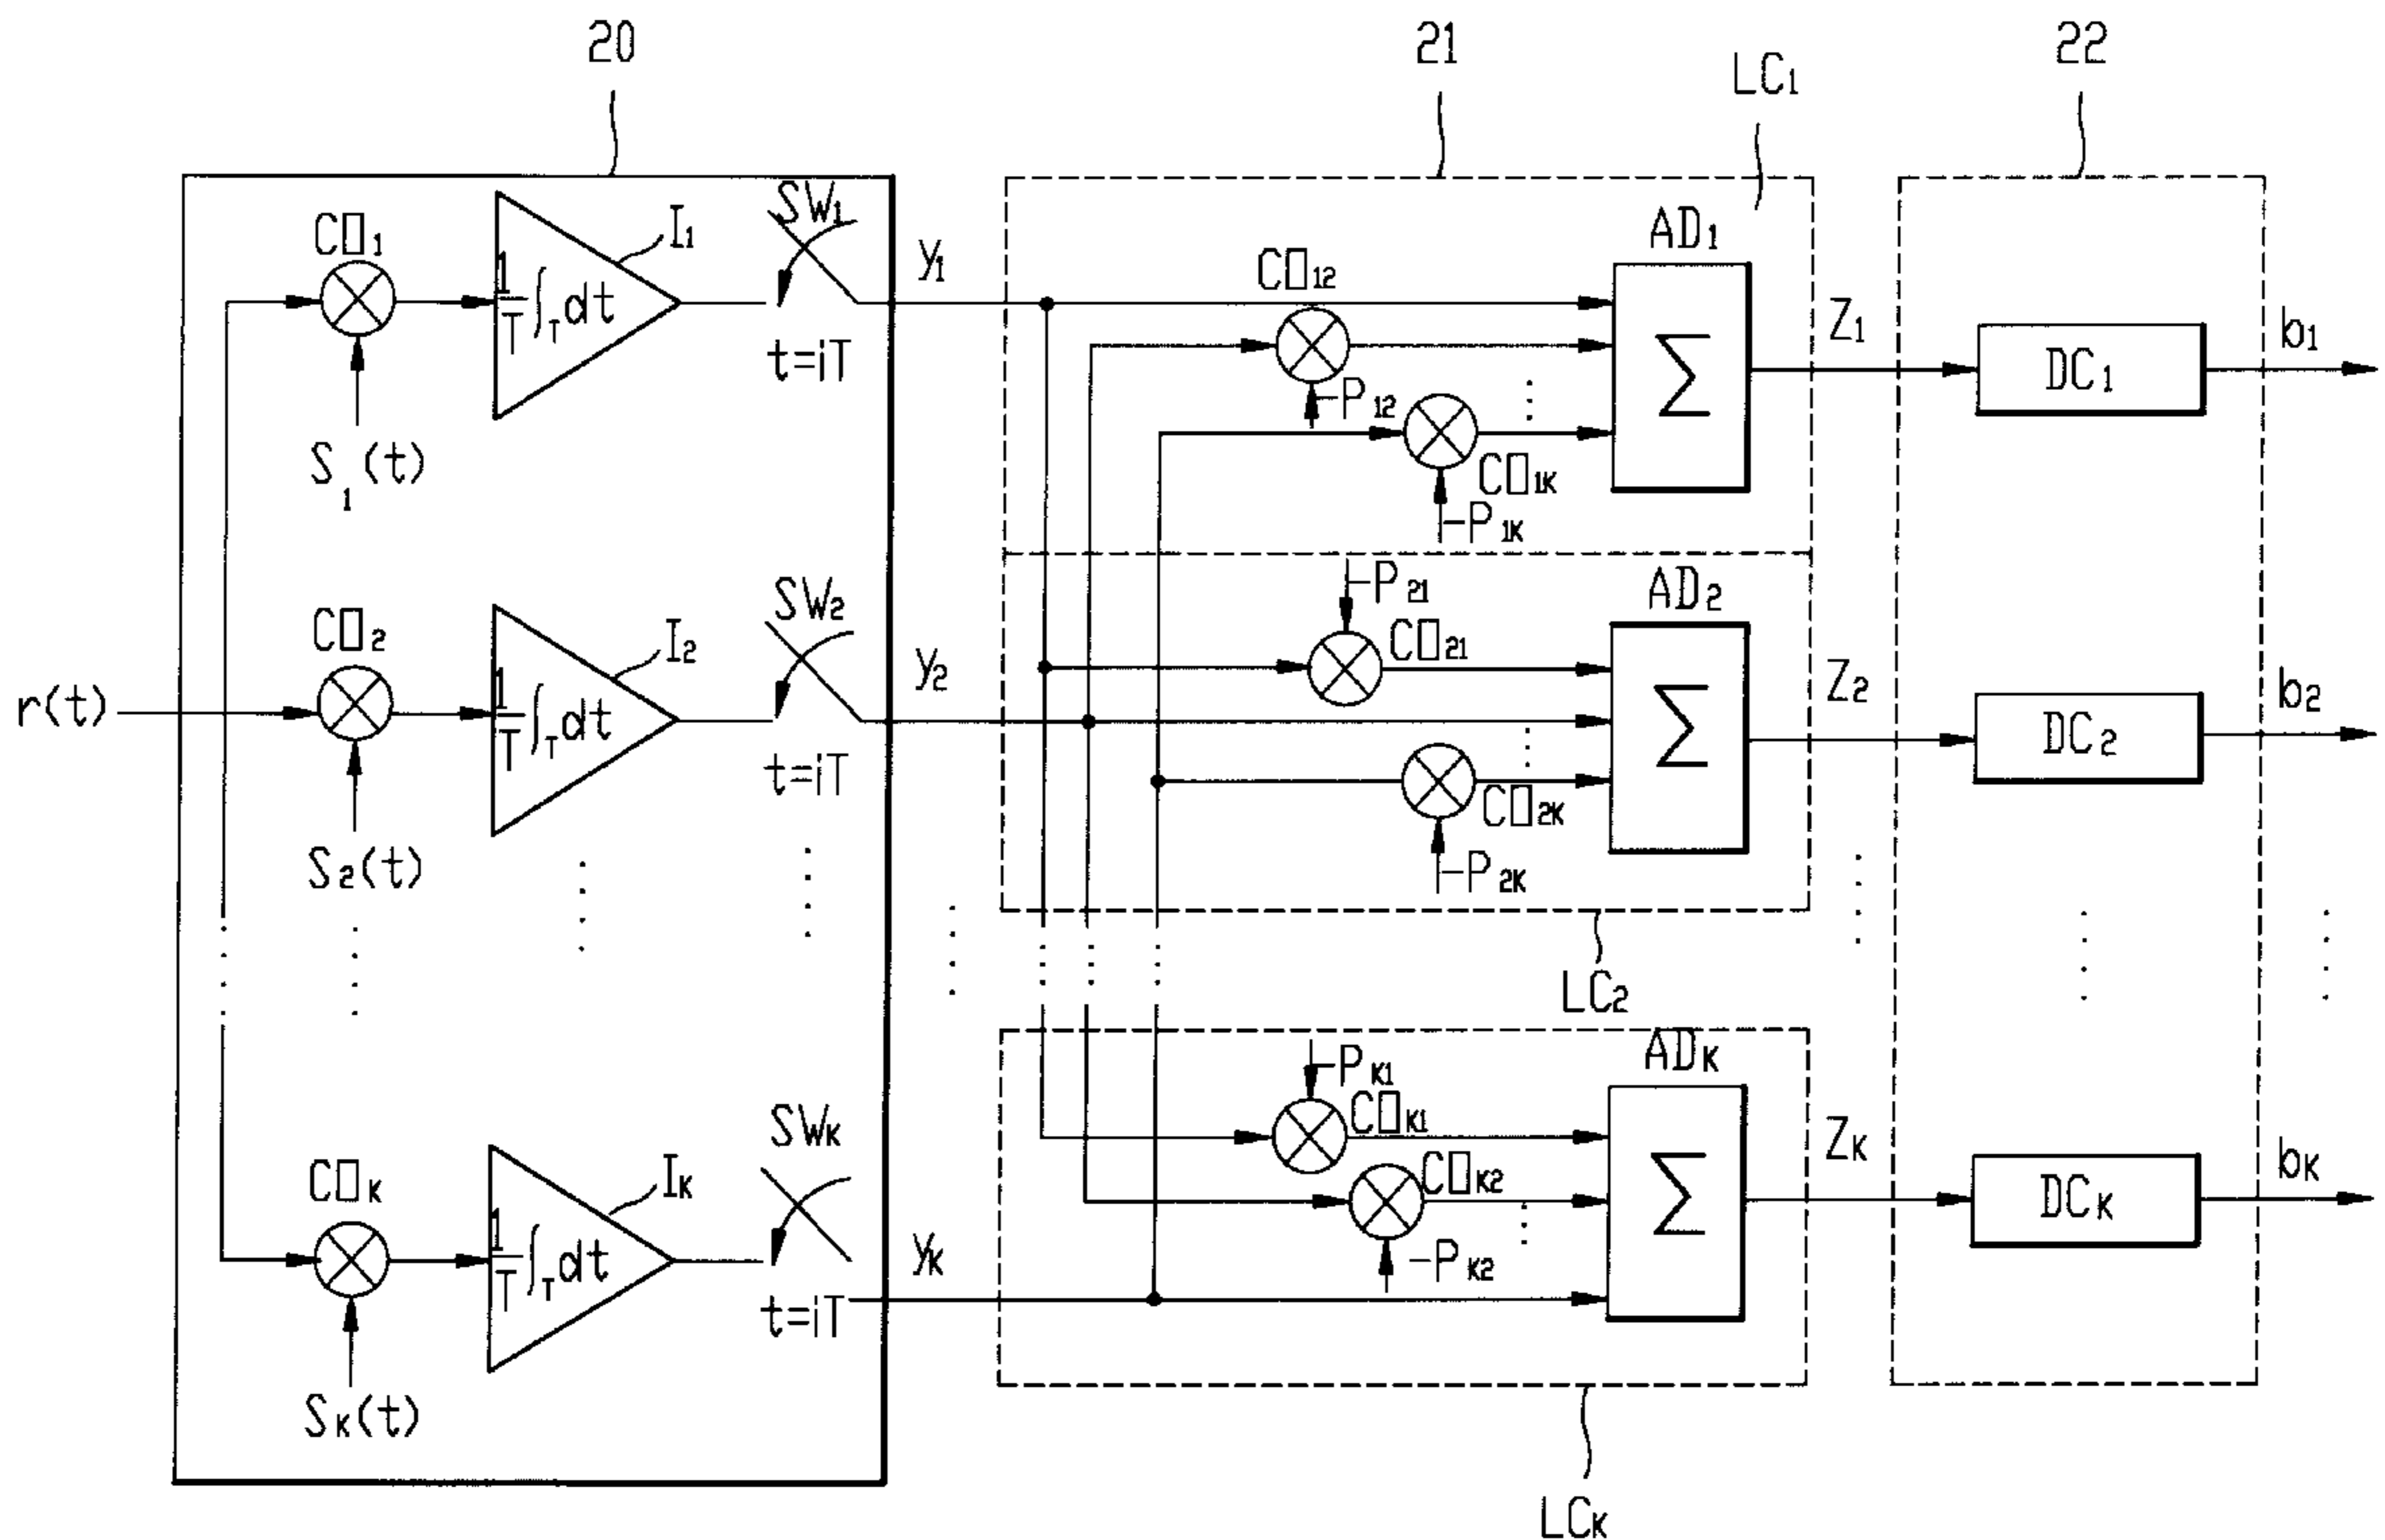 20
21
22
LC1
CO1
I1
SW1
y1
CO12
AD1
Z1
b1
1/T ∫T dt
t=iT
-P12
Σ
DC1
S1(t)
CO1K
-P1K
-P21
AD2
CO2
I2
SW2
y2
CO21
Z2
b2
r(t)
1/T ∫T dt
Σ
DC2
t=iT
CO2K
S2(t)
-P2K
LC2
ADK
-PK1
COK
IK
SWK
COK1
ZK
bK
COK2
Σ
DCK
1/T ∫T dt
yK
-PK2
t=iT
SK(t)
LCK